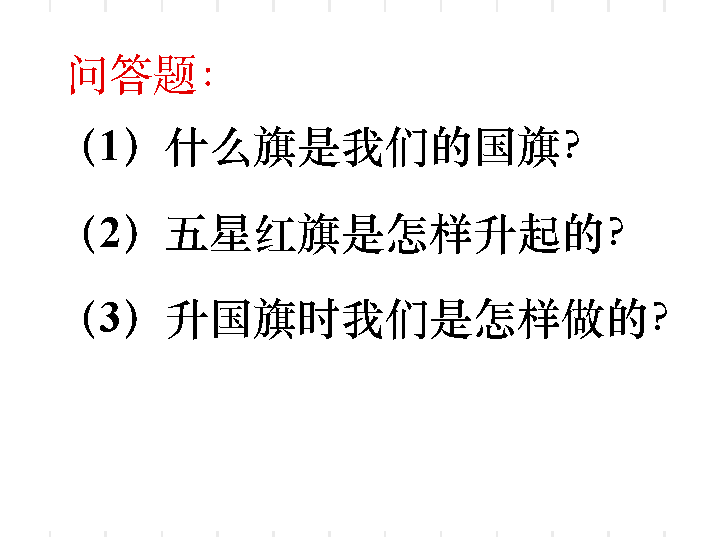 问答题：
（1）什么旗是我们的国旗？
（2）五星红旗是怎样升起的？
（3）升国旗时我们是怎样做的？